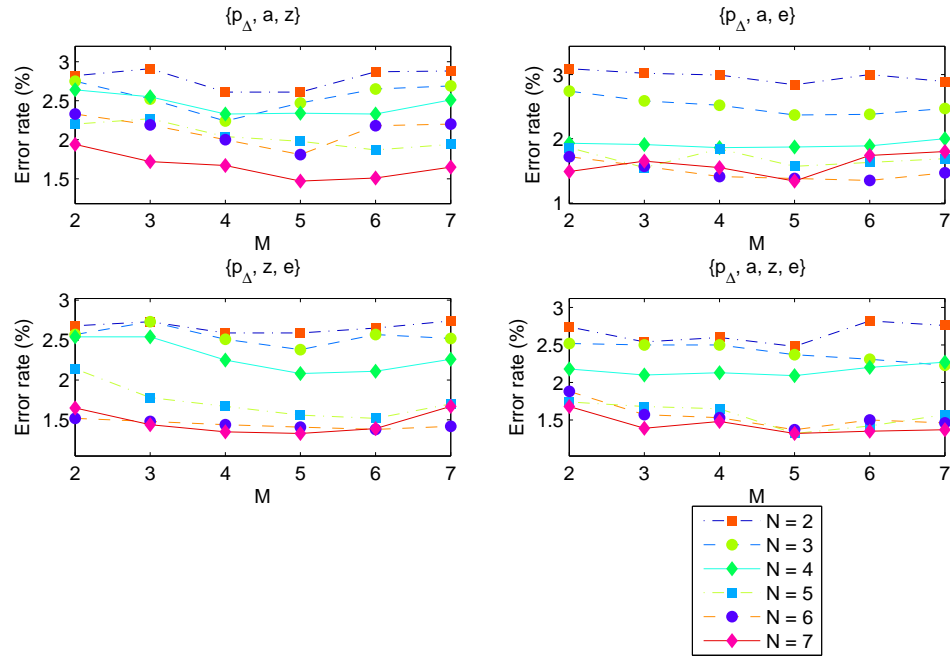 {p_Δ, a, z}
Error rate (%)
3
2.5
2
1.5
2 3 4 5 6 7
M
{p_Δ, a, e}
Error rate (%)
3
2
1
2 3 4 5 6 7
M
{p_Δ, z, e}
Error rate (%)
3
2.5
2
1.5
2 3 4 5 6 7
M
{p_Δ, a, z, e}
Error rate (%)
3
2.5
2
1.5
2 3 4 5 6 7
M
N = 2
N = 3
N = 4
N = 5
N = 6
N = 7